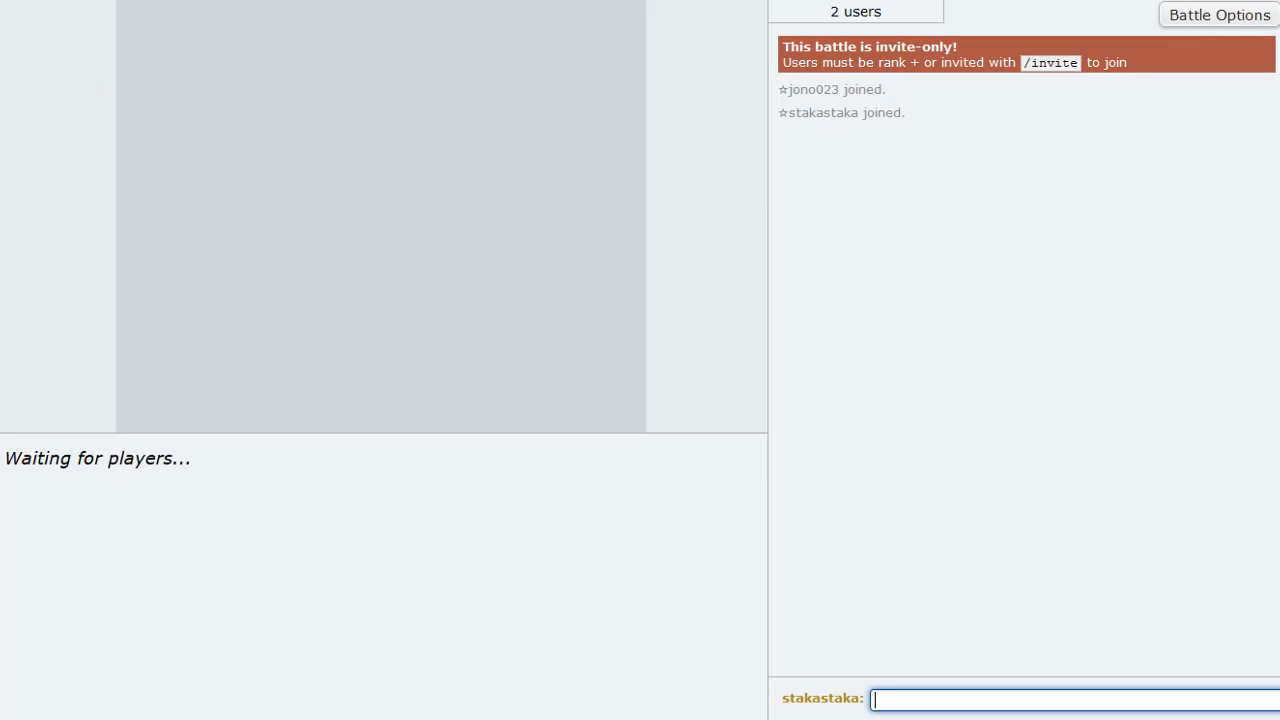 2 users
Battle Options
This battle is invite-only!
Users must be rank + or invited with /invite to join
☆jono023 joined.
☆stakastaka joined.
Waiting for players...
stakastaka: